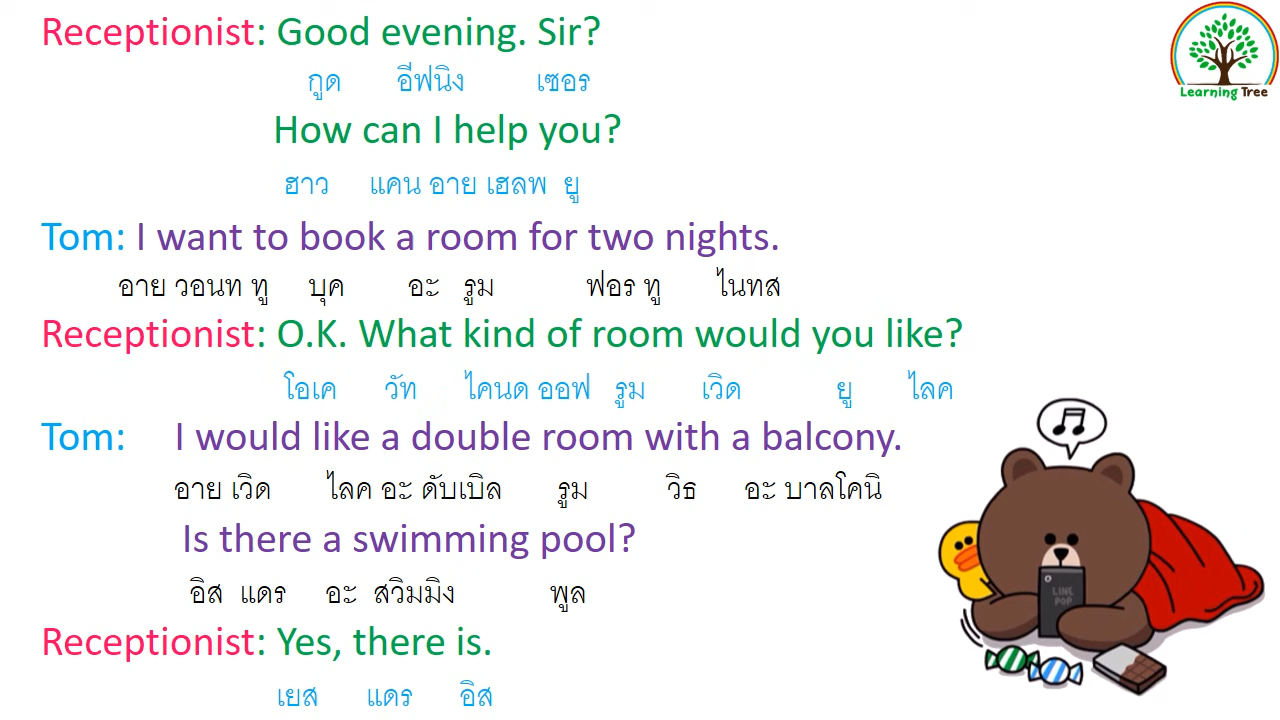 Receptionist: Good evening. Sir?
กูด อีฟนิง เซอร
How can I help you?
ฮาว แคน อาย เฮลพ ยู
Tom: I want to book a room for two nights.
อาย วอนท ทู บุค อะ รูม ฟอร ทู ไนทส
Receptionist: O.K. What kind of room would you like?
โอเค วัท ไคนด ออฟ รูม เวิด ยู ไลค
Tom: I would like a double room with a balcony.
อาย เวิด ไลค อะ ดับเบิล รูม วิธ อะ บาลโคนิ
Is there a swimming pool?
อิส แดร อะ สวิมมิง พูล
Receptionist: Yes, there is.
เยส แดร อิส
Learning Tree
LINE
POP